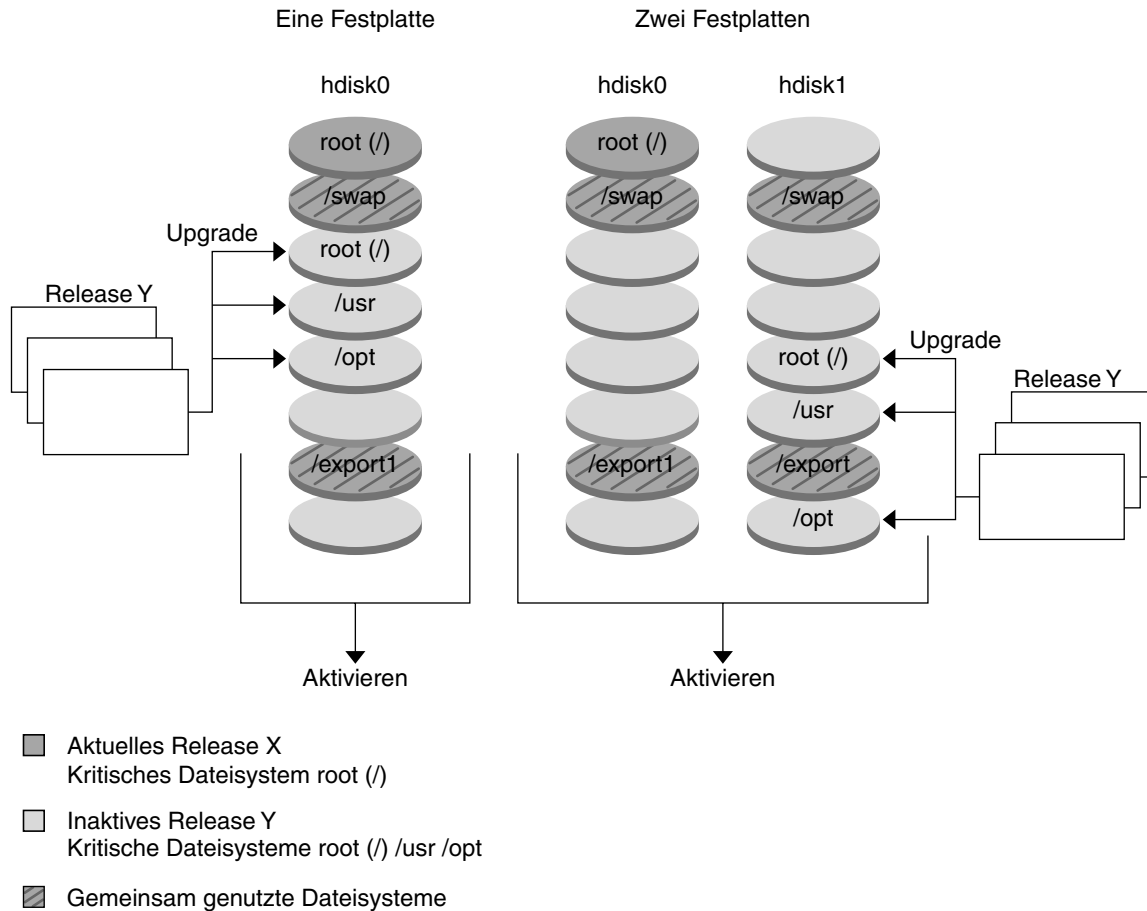 Eine Festplatte
Zwei Festplatten
hdisk0
hdisk0
hdisk1
root (/)
root (/)
/swap
/swap
/swap
Upgrade
root (/)
Release Y
/usr
/opt
root (/)
Upgrade
Release Y
/usr
/export1
/export1
/export
/opt
Aktivieren
Aktivieren
Aktuelles Release X
Kritisches Dateisystem root (/)
Inaktives Release Y
Kritische Dateisysteme root (/) /usr /opt
Gemeinsam genutzte Dateisysteme